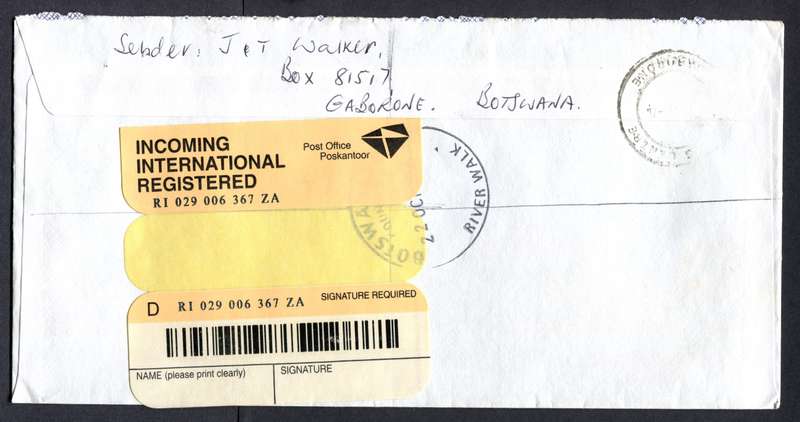 Sender: J & T Walker,
Box 81517
GABORONE. BOTSWANA.
INCOMING
INTERNATIONAL
REGISTERED
Post Office
Poskantoor
RI 029 006 367 ZA
RIVER WALK
22 OCT
BOTSWA
D RI 029 006 367 ZA SIGNATURE REQUIRED
NAME (please print clearly) SIGNATURE